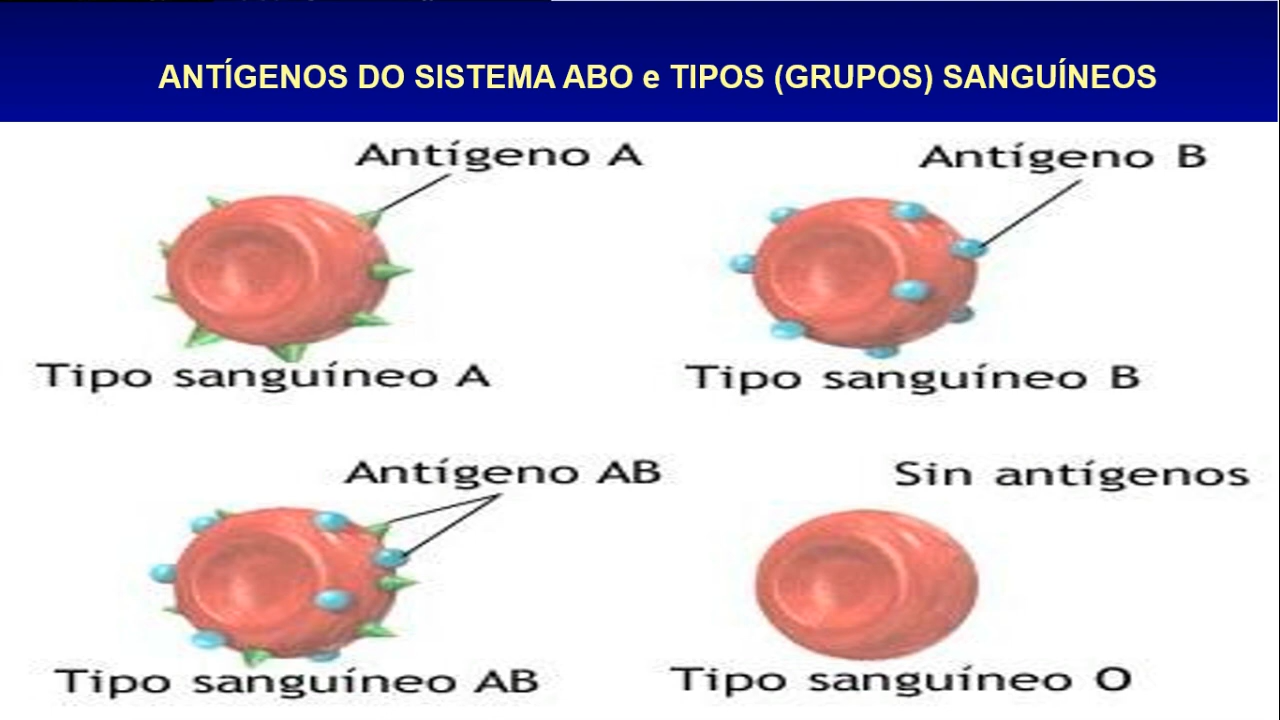 ANTÍGENOS DO SISTEMA ABO e TIPOS (GRUPOS) SANGUÍNEOS
Antígeno A
Antígeno B
Tipo sanguíneo A
Tipo sanguíneo B
Antígeno AB
Sin antígenos
Tipo sanguíneo AB
Tipo sanguíneo O